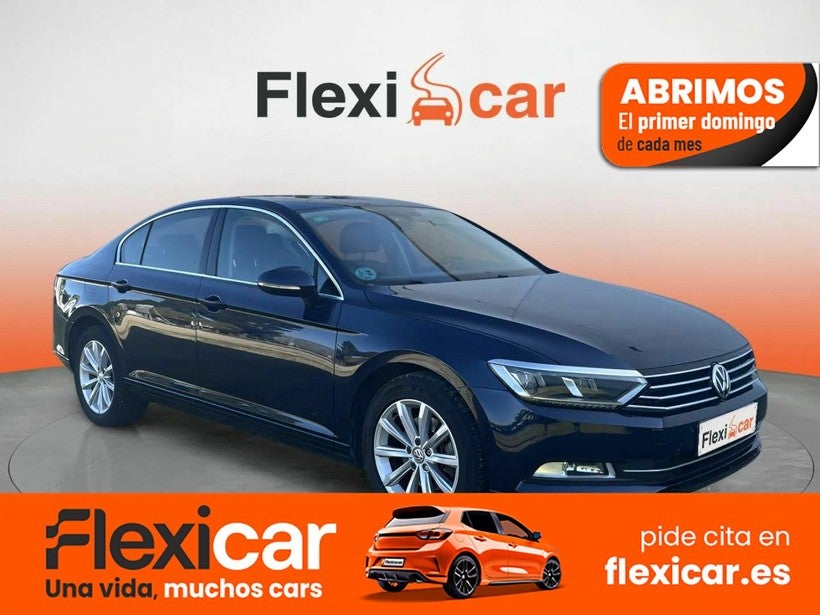 Flexicar
ABRIMOS
El primer domingo
de cada mes
Flexicar
Flexicar
Una vida, muchos cars
pide cita en
flexicar.es